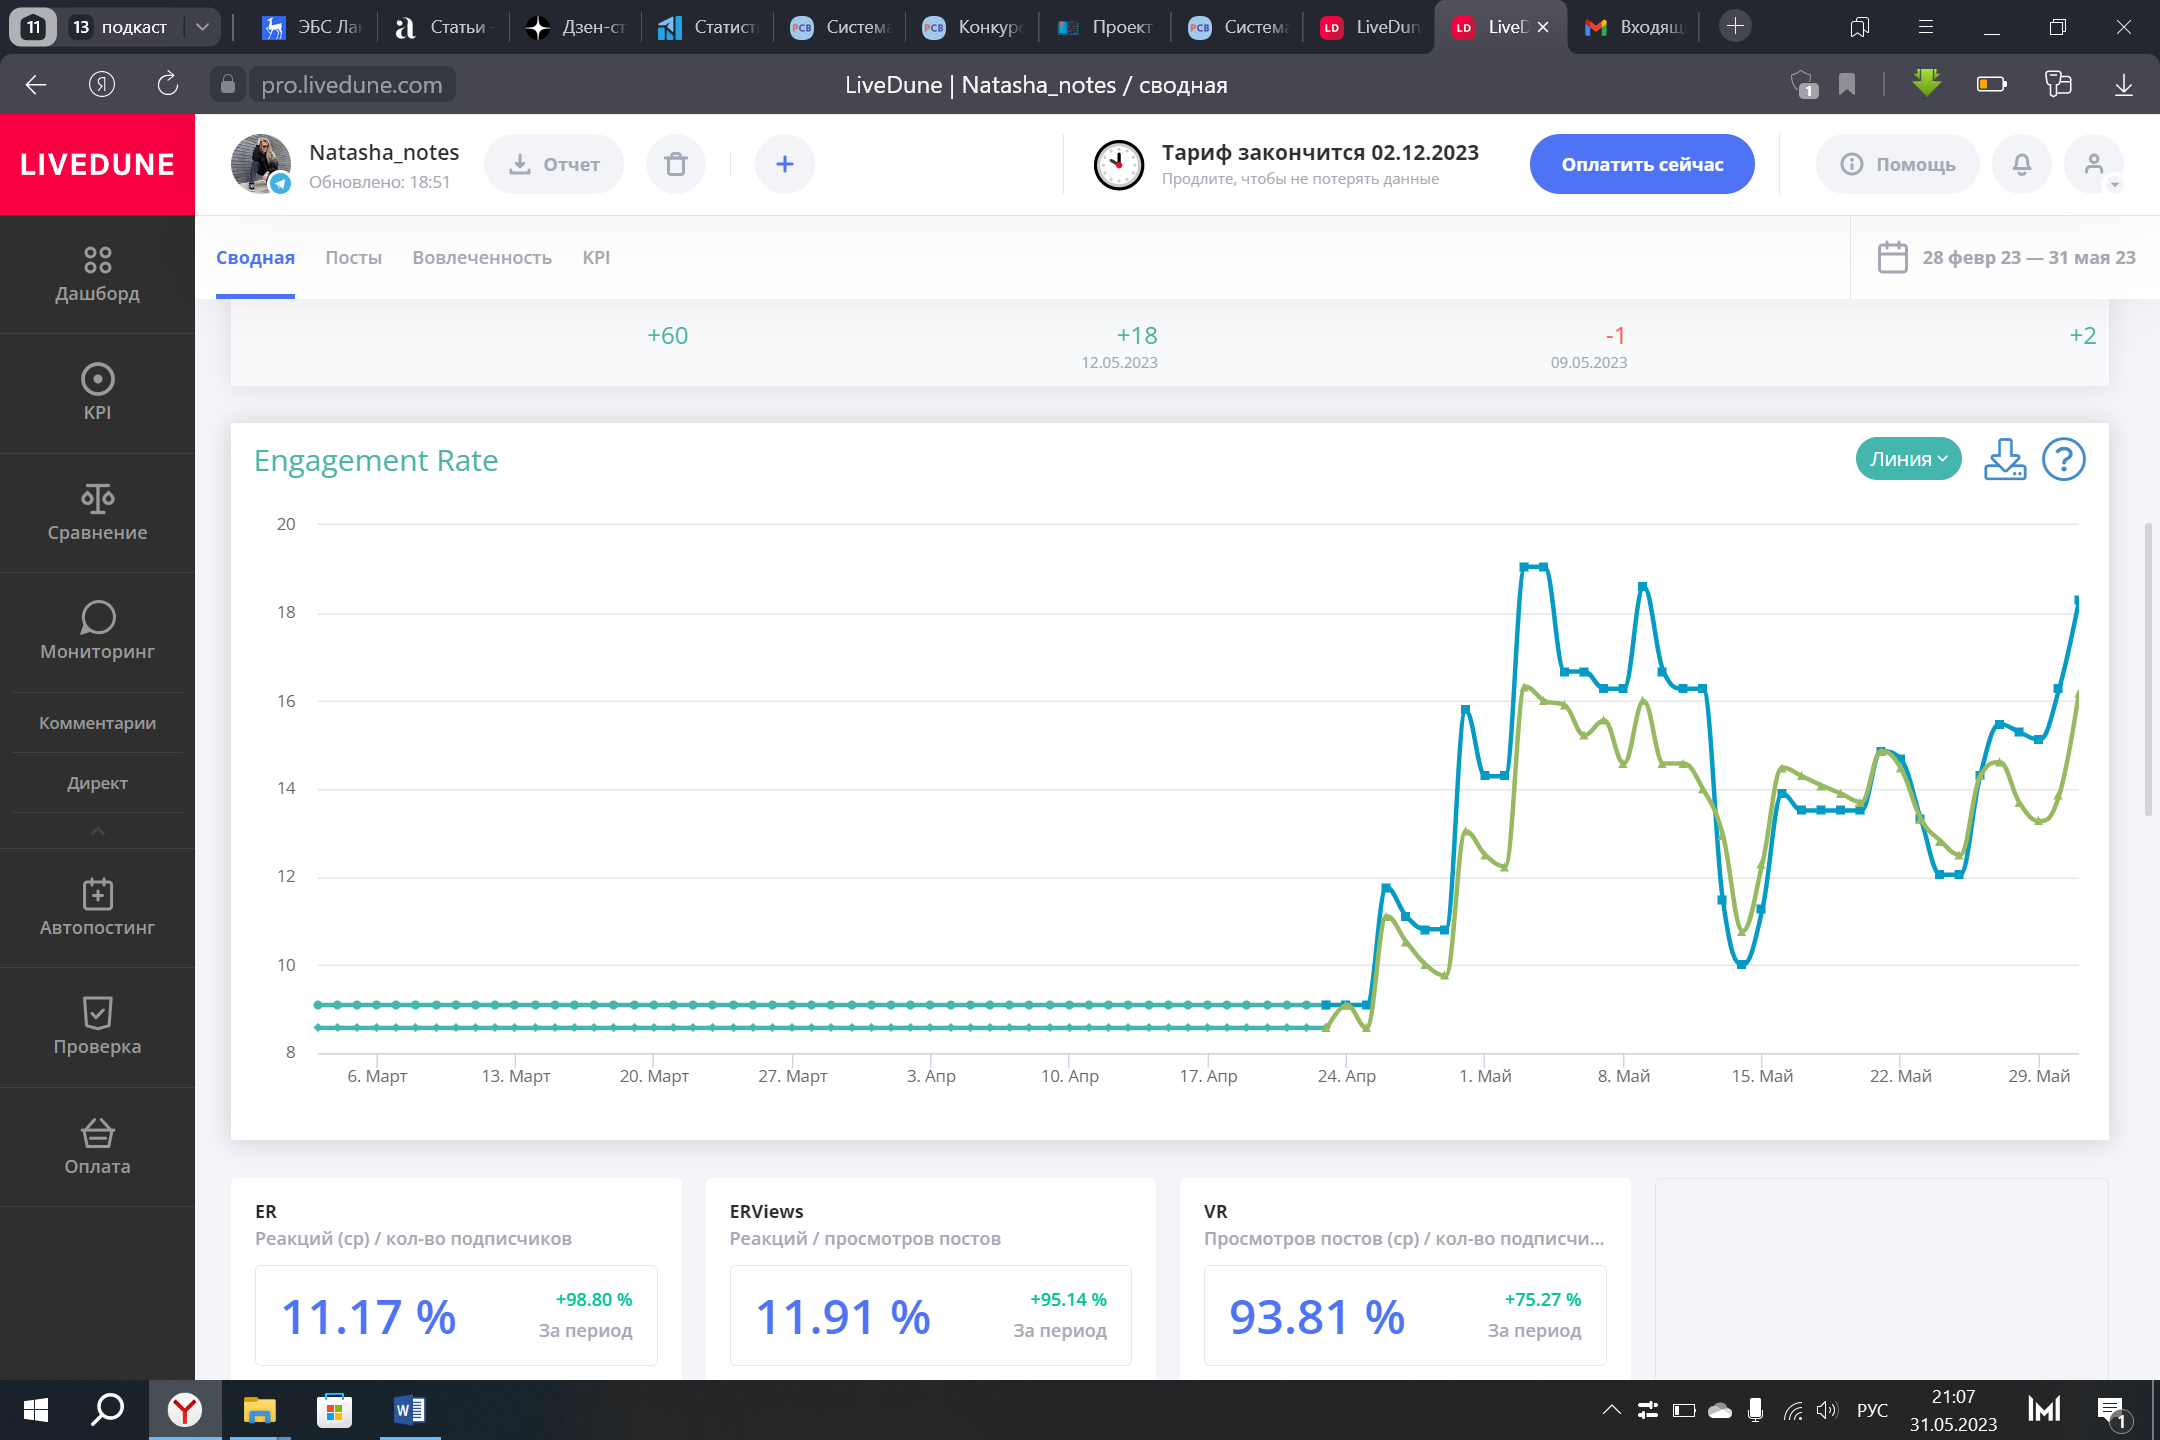 11
13 подкаст
ЭБС Лан
Статьи -
Дзен-ст
Статист
Система
Конкурс
Проект
Система
LiveDun
LiveD
Входящ
pro.livedune.com
LiveDune | Natasha_notes / сводная
1
LIVEDUNE
Natasha_notes
Обновлено: 18:51
Отчет
Тариф закончится 02.12.2023
Продлите, чтобы не потерять данные
Оплатить сейчас
Помощь
Дашборд
KPI
Сравнение
Мониторинг
Комментарии
Директ
Автопостинг
Проверка
Оплата
Сводная Посты Вовлеченность KPI
28 февр 23 — 31 мая 23
+60 +18 -1 +2
12.05.2023 09.05.2023
Engagement Rate
Линия
?
20
18
16
14
12
10
8
6. Март 13. Март 20. Март 27. Март 3. Апр 10. Апр 17. Апр 24. Апр 1. Май 8. Май 15. Май 22. Май 29. Май
ER
Реакций (ср) / кол-во подписчиков
11.17 %
+98.80 %
За период
ERViews
Реакций / просмотров постов
11.91 %
+95.14 %
За период
VR
Просмотров постов (ср) / кол-во подписчи...
93.81 %
+75.27 %
За период
РУС
21:07
31.05.2023
1